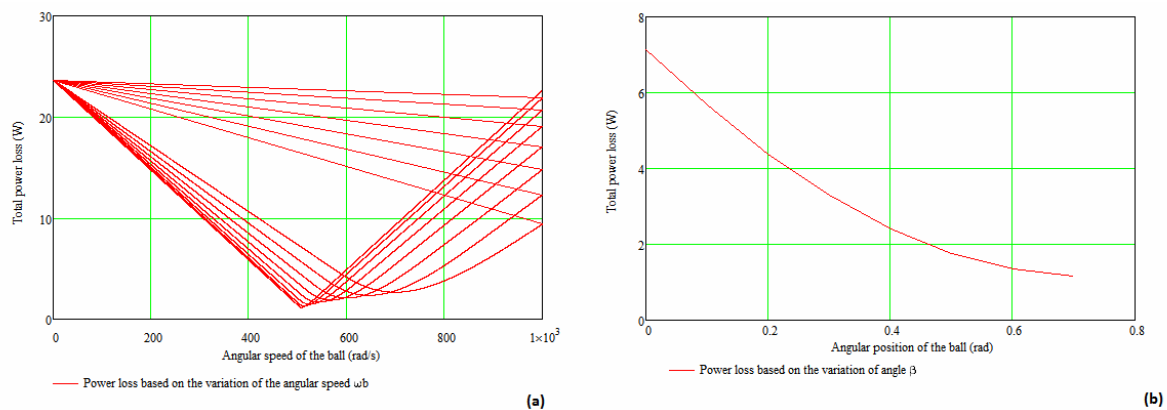 30
20
10
0
Total power loss (W)
0
200
400
600
800
1×10³
Angular speed of the ball (rad/s)
Power loss based on the variation of the angular speed ωb
(a)
8
6
4
2
0
Total power loss (W)
0
0.2
0.4
0.6
0.8
Angular position of the ball (rad)
Power loss based on the variation of angle β
(b)